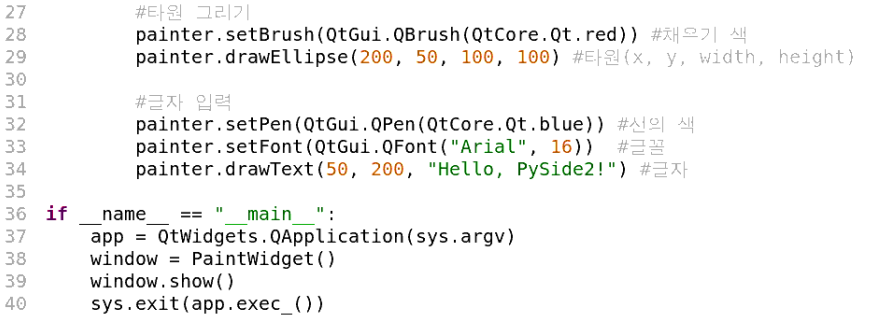 27 #타원 그리기
28 painter.setBrush(QtGui.QBrush(QtCore.Qt.red)) #채우기 색
29 painter.drawEllipse(200, 50, 100, 100) #타원(x, y, width, height)
30
31 #글자 입력
32 painter.setPen(QtGui.QPen(QtCore.Qt.blue)) #선의 색
33 painter.setFont(QtGui.QFont("Arial", 16)) #글꼴
34 painter.drawText(50, 200, "Hello, PySide2!") #글자
35
36 if __name__ == "__main__":
37 app = QtWidgets.QApplication(sys.argv)
38 window = PaintWidget()
39 window.show()
40 sys.exit(app.exec_())